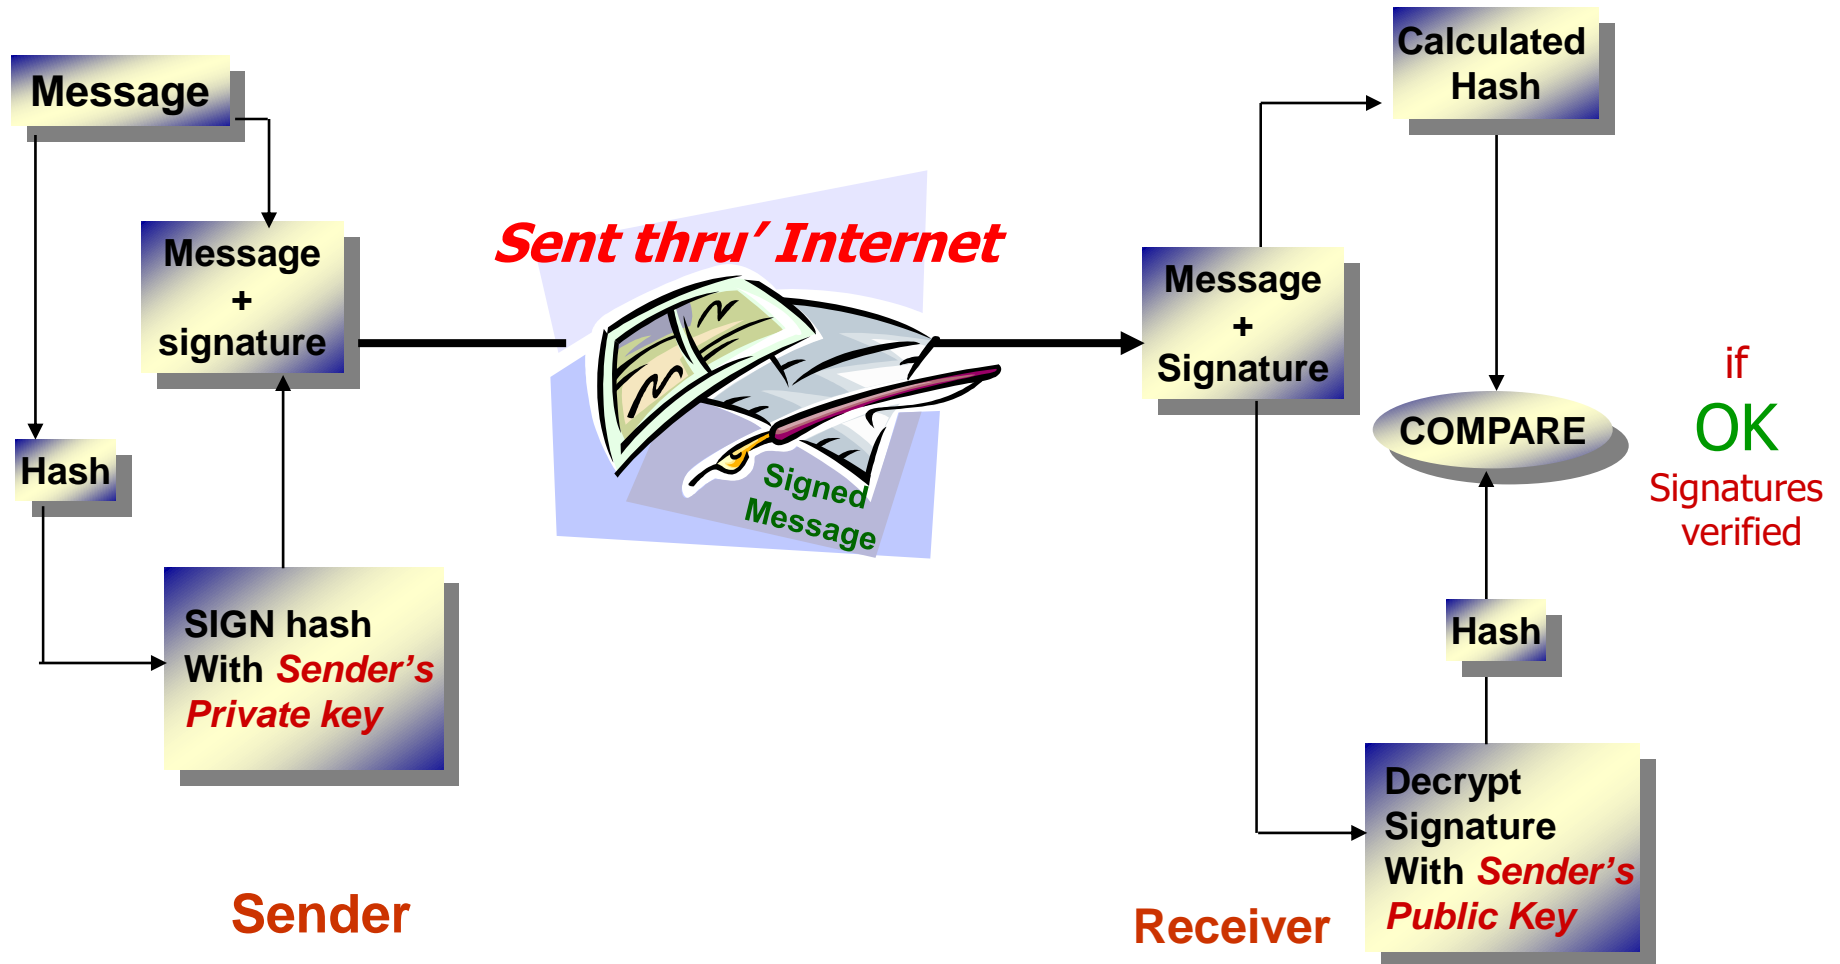 Message
Message
+
signature
Hash
SIGN hash
With Sender’s
Private key
Sender
Sent thru’ Internet
Signed
Message
Message
+
Signature
Calculated
Hash
COMPARE
if
OK
Signatures
verified
Hash
Decrypt
Signature
With Sender’s
Public Key
Receiver